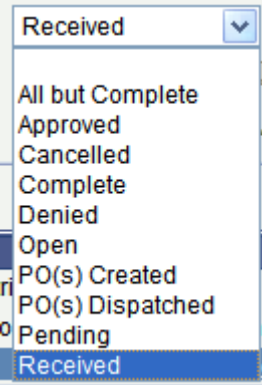 Received
All but Complete
Approved
Cancelled
Complete
Denied
Open
PO(s) Created
PO(s) Dispatched
Pending
Received